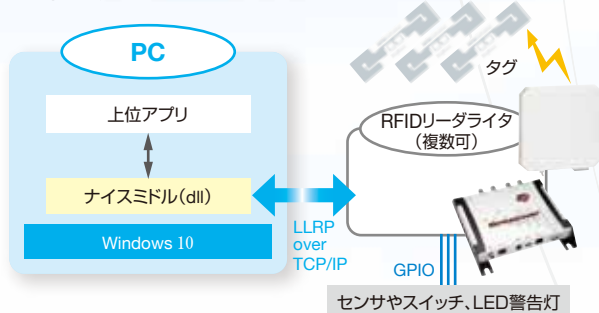 PC
上位アプリ
ナイスミドル（dll）
Windows 10
LLRP
over
TCP/IP
タグ
RFIDリーダライタ
（複数可）
GPIO
センサやスイッチ、LED警告灯